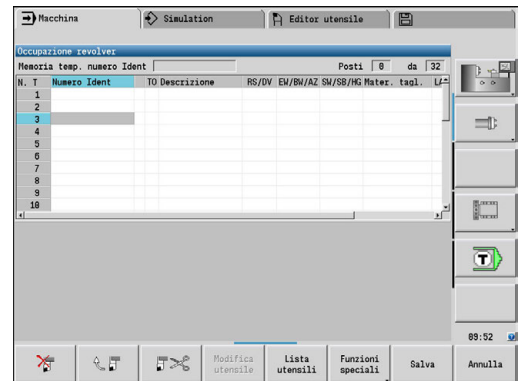 Macchina Simulation Editor utensile
Occupazione revolver
Memoria temp. numero Ident Posti 0 da 32
N. T Numero Ident TO Descrizione RS/DV EW/BW/AZ SW/SB/HG Mater. tagl.
1
2
3
4
5
6
7
8
9
10
T
09:52
Modifica utensile
Lista utensili
Funzioni speciali
Salva
Annulla